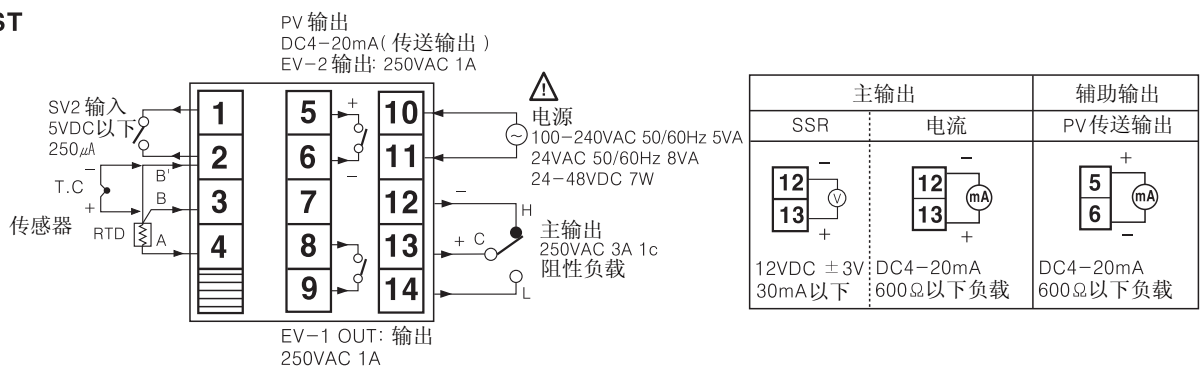 ST
PV 输出
DC4-20mA( 传送输出 )
EV-2 输出: 250VAC 1A
SV2 输入
5VDC以下
250μA
T.C
传感器
RTD
−
+
B'
B
A
1
2
3
4
5
6
7
8
9
10
11
12
13
14
+
−
电源
100-240VAC 50/60Hz 5VA
24VAC 50/60Hz 8VA
24-48VDC 7W
−
H
+ C
L
主输出
250VAC 3A 1c
阻性负载
EV-1 OUT: 输出
250VAC 1A
主输出 辅助输出
SSR 电流 PV传送输出
− − +
12 12 5
V mA mA
13 13 6
+ + −
12VDC ±3V DC4-20mA DC4-20mA
30mA以下 600Ω以下负载 600Ω以下负载